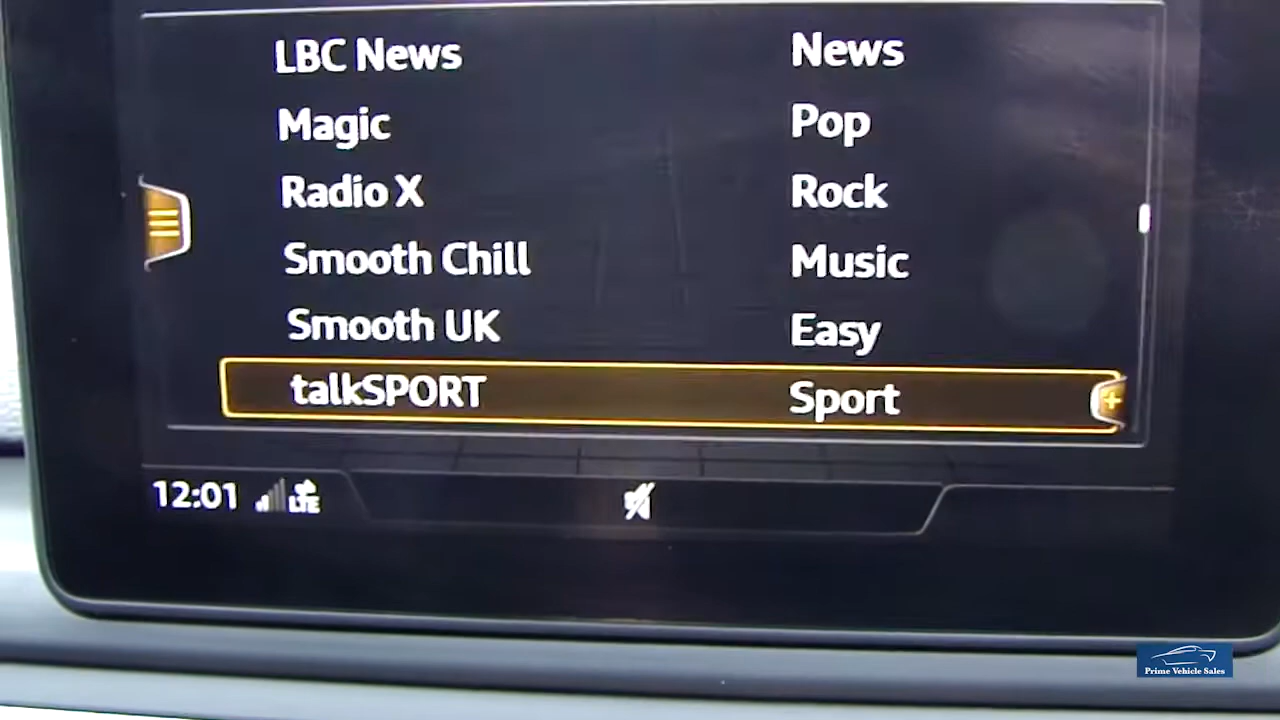 LBC News News
Magic Pop
Radio X Rock
Smooth Chill Music
Smooth UK Easy
talkSPORT Sport
12:01 LTE
Prime Vehicle Sales